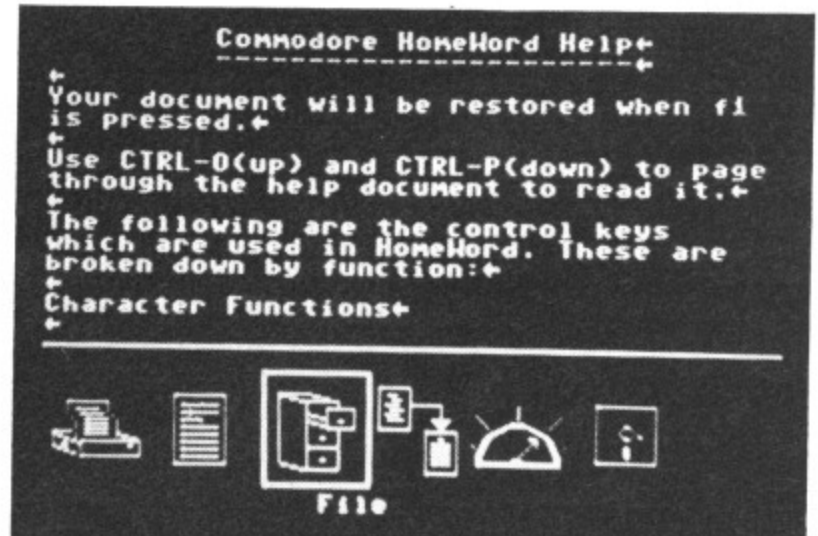 Commodore HomeWord Help←
-----------------------←
←
Your document will be restored when f1
is pressed.←
←
Use CTRL-O(up) and CTRL-P(down) to page
through the help document to read it.←
←
The following are the control keys
which are used in HomeWord. These are
broken down by function:←
←
Character Functions←
←
File